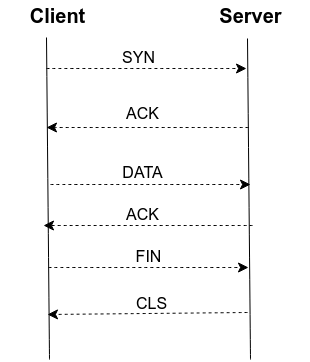 Client Server
SYN
ACK
DATA
ACK
FIN
CLS